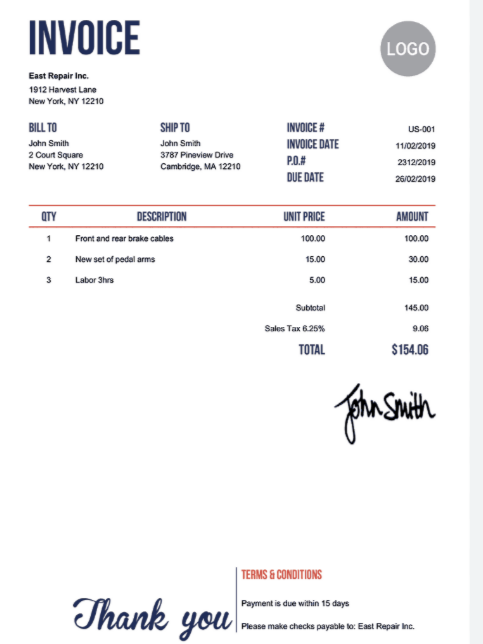 INVOICE
LOGO
East Repair Inc.
1912 Harvest Lane
New York, NY 12210
BILL TO
John Smith
2 Court Square
New York, NY 12210
SHIP TO
John Smith
3787 Pineview Drive
Cambridge, MA 12210
INVOICE # US-001
INVOICE DATE 11/02/2019
P.O.# 2312/2019
DUE DATE 26/02/2019
QTY DESCRIPTION UNIT PRICE AMOUNT
1 Front and rear brake cables 100.00 100.00
2 New set of pedal arms 15.00 30.00
3 Labor 3hrs 5.00 15.00
Subtotal 145.00
Sales Tax 6.25% 9.06
TOTAL $154.06
John Smith
Thank you
TERMS & CONDITIONS
Payment is due within 15 days
Please make checks payable to: East Repair Inc.